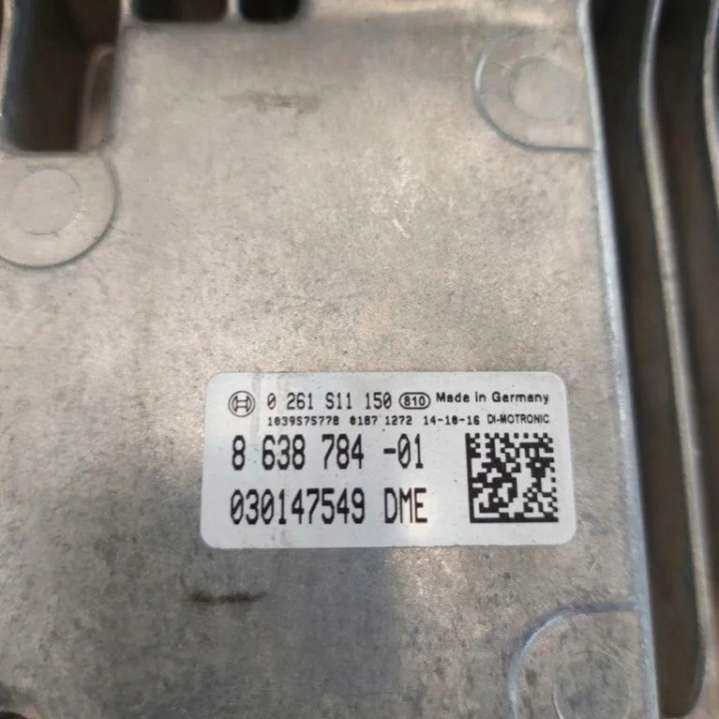 0 261 S11 150 810 Made in Germany
1039S75778 0187 1272 14-10-16 DI-MOTRONIC
8 638 784 -01
030147549 DME